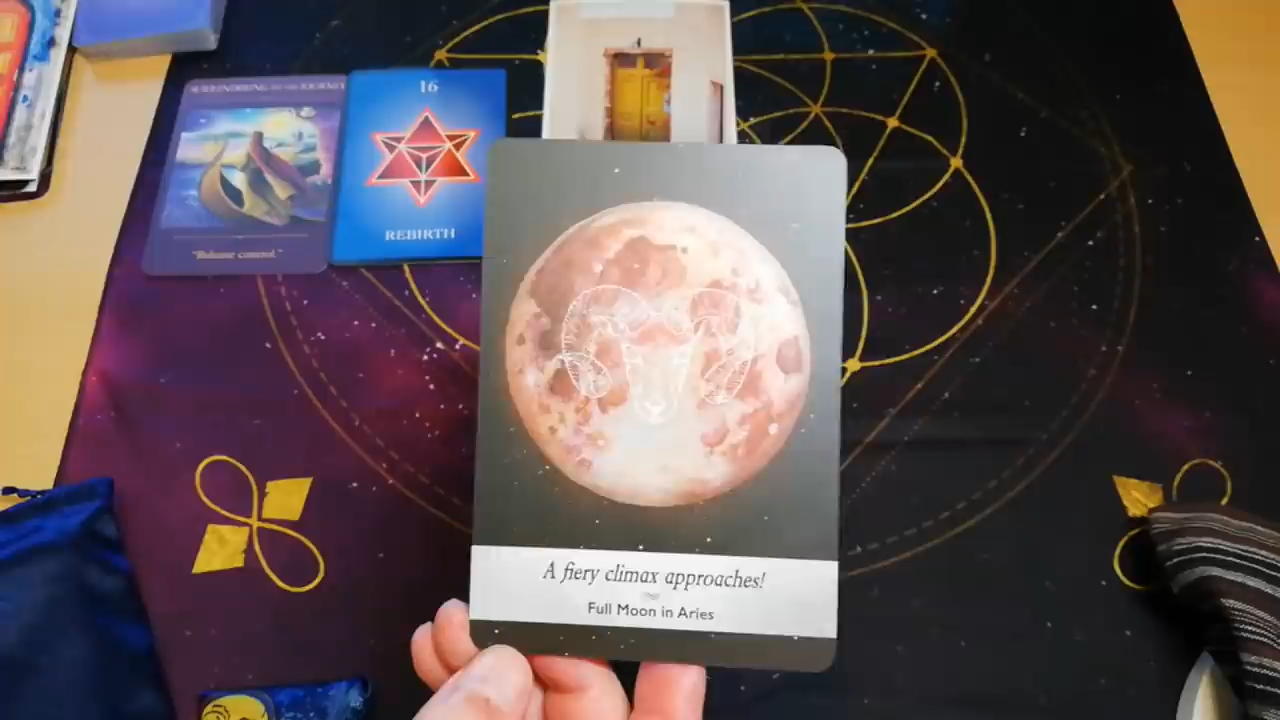 SURRENDERING TO THE JOURNEY
"Release control."
16
REBIRTH
A fiery climax approaches!
Full Moon in Aries